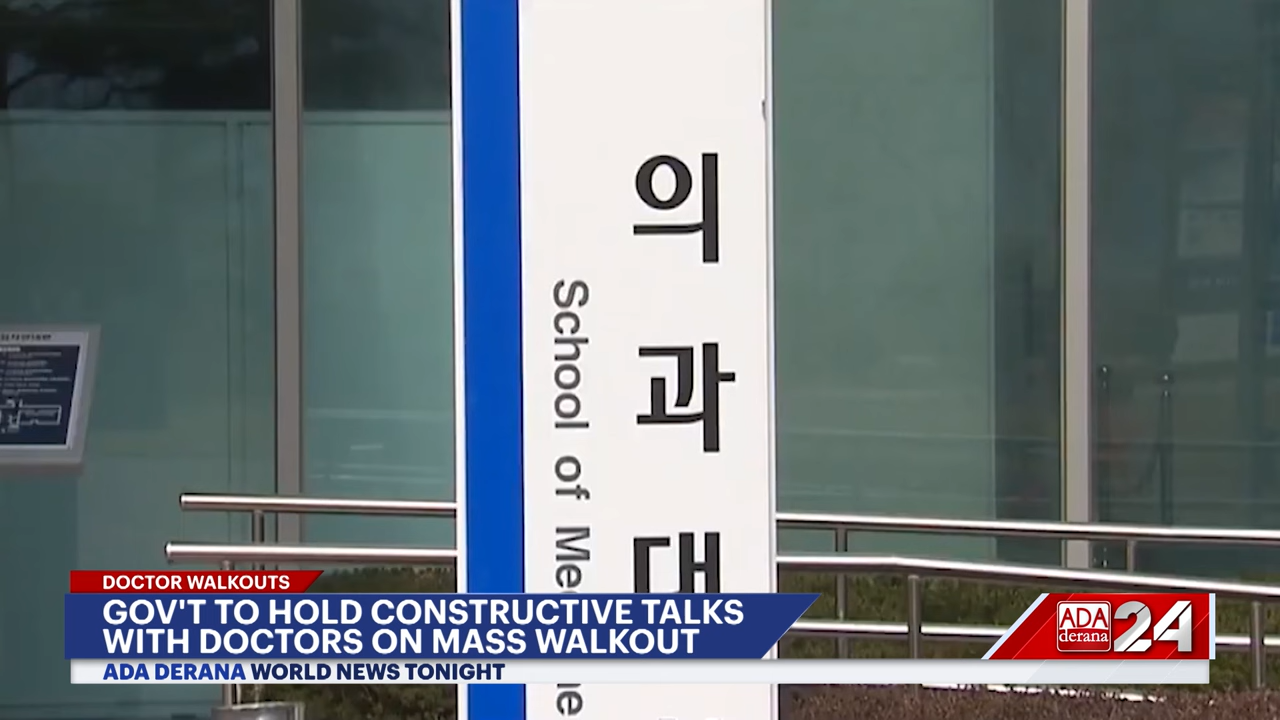 의과대
School of Me
DOCTOR WALKOUTS
GOV'T TO HOLD CONSTRUCTIVE TALKS
WITH DOCTORS ON MASS WALKOUT
ADA DERANA WORLD NEWS TONIGHT
ADA
derana
24